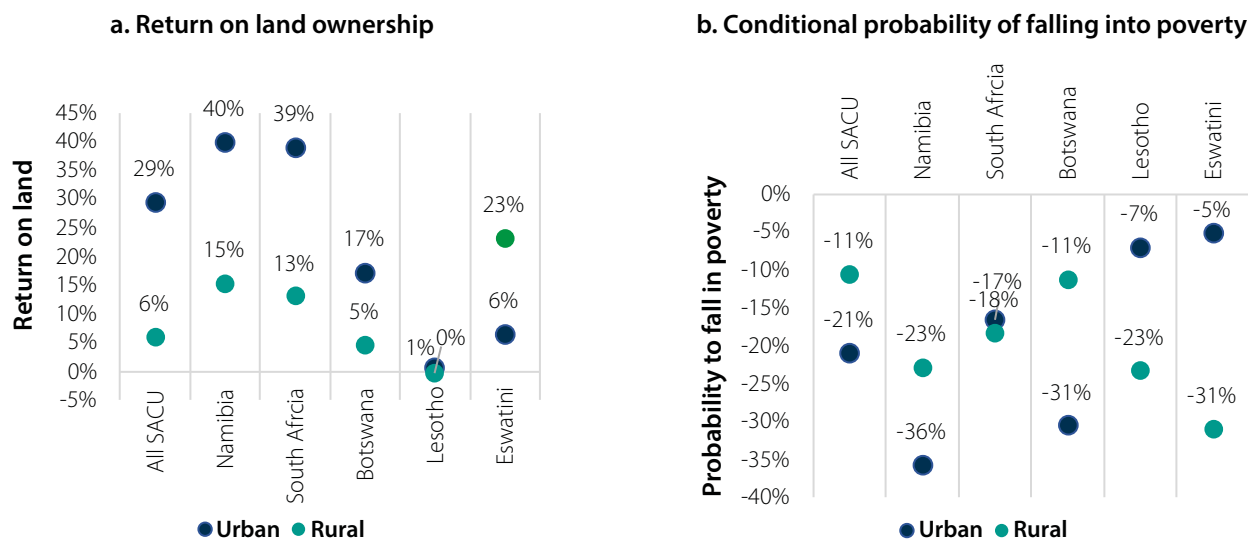 a. Return on land ownership
Return on land
45%
40%
35%
30%
25%
20%
15%
10%
5%
0%
-5%
29%
6%
40%
15%
39%
13%
17%
5%
1%
0%
23%
6%
All SACU
Namibia
South Afrcia
Botswana
Lesotho
Eswatini
Urban Rural
b. Conditional probability of falling into poverty
All SACU
Namibia
South Afrcia
Botswana
Lesotho
Eswatini
Probability to fall in poverty
0%
-5%
-10%
-15%
-20%
-25%
-30%
-35%
-40%
-11%
-21%
-23%
-36%
-17%
-18%
-11%
-31%
-7%
-23%
-5%
-31%
Urban Rural